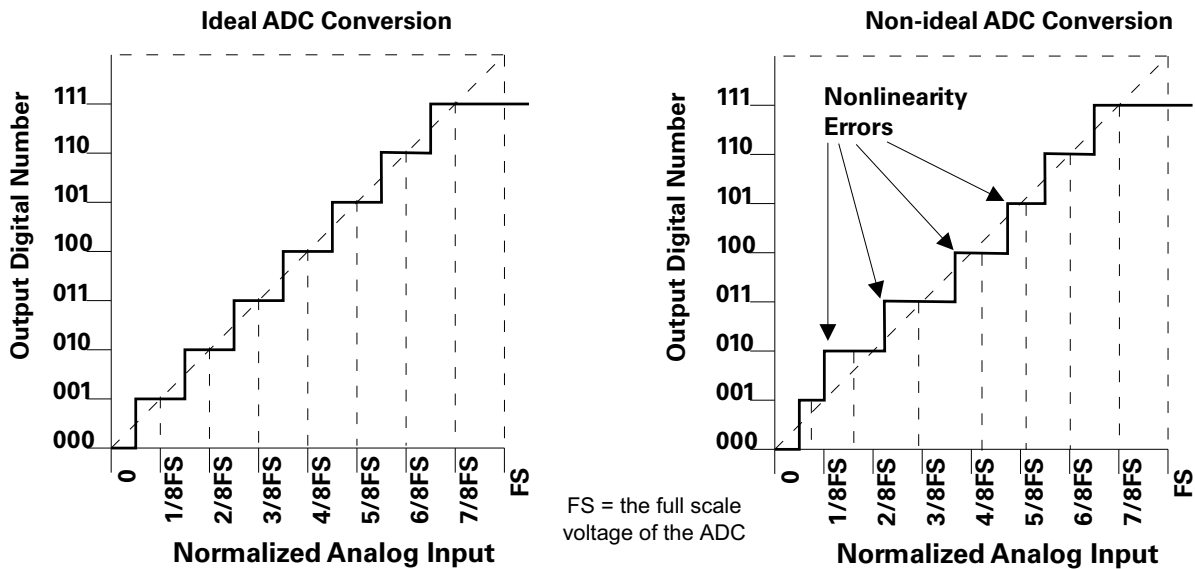 Ideal ADC Conversion
Output Digital Number
111
110
101
100
011
010
001
000
0
1/8FS
2/8FS
3/8FS
4/8FS
5/8FS
6/8FS
7/8FS
FS
Normalized Analog Input
FS = the full scale
voltage of the ADC
Non-ideal ADC Conversion
Nonlinearity
Errors
Output Digital Number
111
110
101
100
011
010
001
000
0
1/8FS
2/8FS
3/8FS
4/8FS
5/8FS
6/8FS
7/8FS
FS
Normalized Analog Input